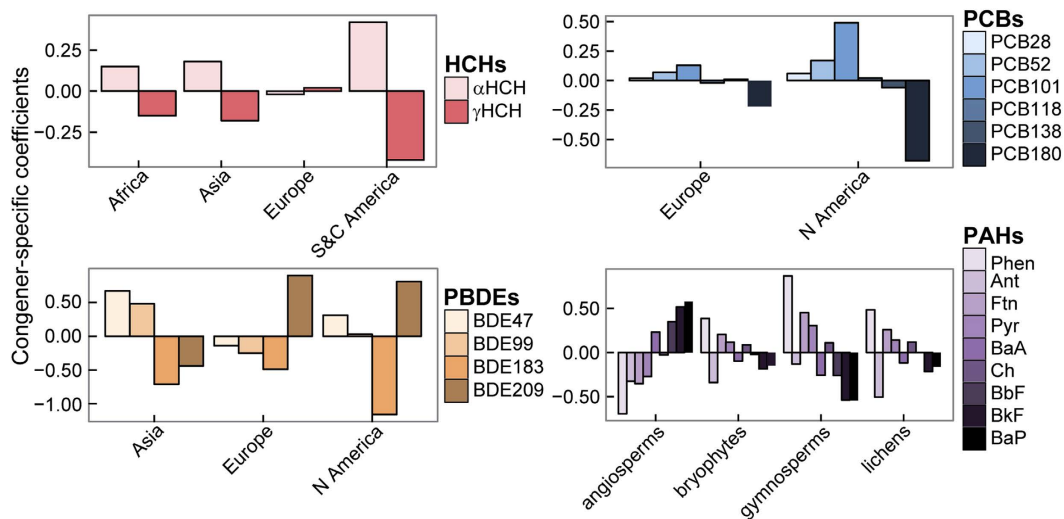 Congener-specific coefficients
0.25
0.00
−0.25
Africa
Asia
Europe
S&C America
HCHs
αHCH
γHCH
0.50
0.25
0.00
−0.25
−0.50
Europe
N America
PCBs
PCB28
PCB52
PCB101
PCB118
PCB138
PCB180
0.50
0.00
−0.50
−1.00
Asia
Europe
N America
PBDEs
BDE47
BDE99
BDE183
BDE209
0.50
0.00
−0.50
angiosperms
bryophytes
gymnosperms
lichens
PAHs
Phen
Ant
Ftn
Pyr
BaA
Ch
BbF
BkF
BaP